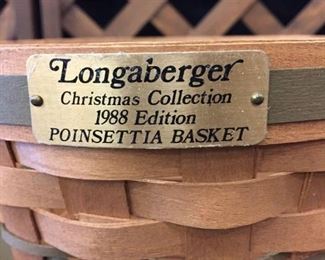 Longaberger
Christmas Collection
1988 Edition
POINSETTIA BASKET